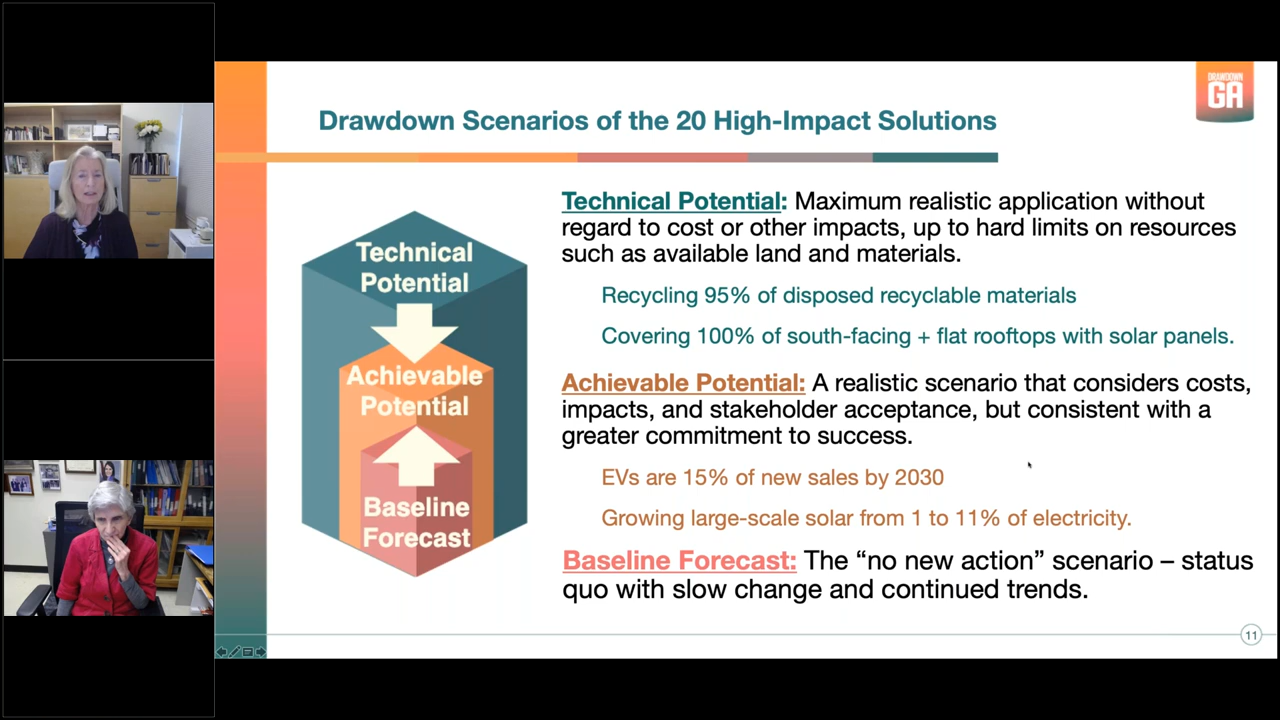 DRAWDOWN
GA
Drawdown Scenarios of the 20 High-Impact Solutions
Technical
Potential
Achievable
Potential
Baseline
Forecast
Technical Potential: Maximum realistic application without
regard to cost or other impacts, up to hard limits on resources
such as available land and materials.
Recycling 95% of disposed recyclable materials
Covering 100% of south-facing + flat rooftops with solar panels.
Achievable Potential: A realistic scenario that considers costs,
impacts, and stakeholder acceptance, but consistent with a
greater commitment to success.
EVs are 15% of new sales by 2030
Growing large-scale solar from 1 to 11% of electricity.
Baseline Forecast: The “no new action” scenario – status
quo with slow change and continued trends.
11